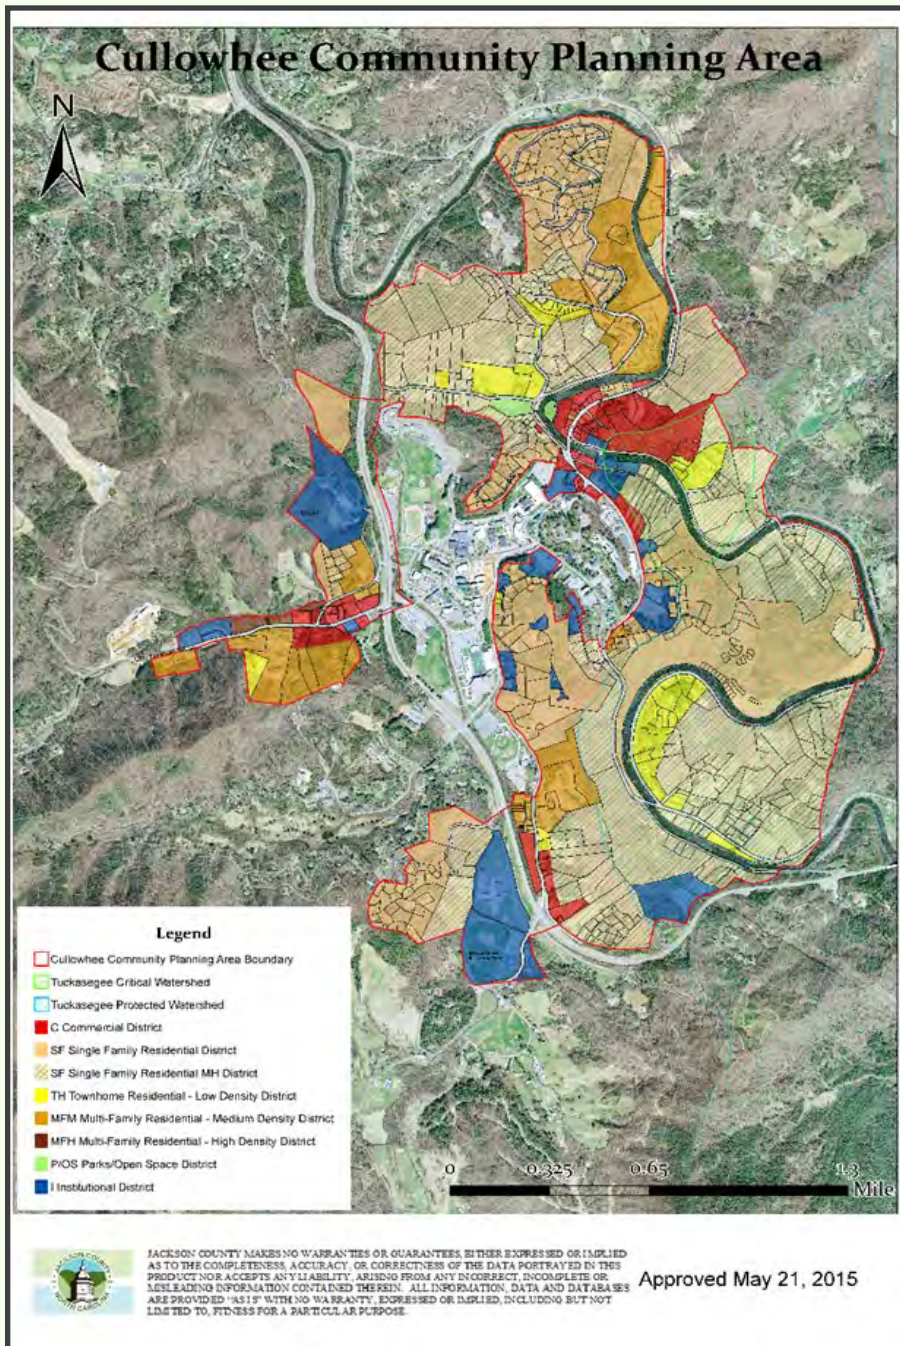 Cullowhee Community Planning Area
N
Legend
Cullowhee Community Planning Area Boundary
Tuckasegee Critical Watershed
Tuckasegee Protected Watershed
C Commercial District
SF Single Family Residential District
SF Single Family Residential MH District
TH Townhome Residential - Low Density District
MFM Multi-Family Residential - Medium Density District
MFH Multi-Family Residential - High Density District
P/OS Parks/Open Space District
I Institutional District
0 0.325 0.65 1.3
Mile
JACKSON COUNTY
NORTH CAROLINA
JACKSON COUNTY MAKES NO WARRANTIES OR GUARANTEES, EITHER EXPRESSED OR IMPLIED
AS TO THE COMPLETENESS, ACCURACY, OR CORRECTNESS OF THE DATA PORTRAYED IN THIS
PRODUCT NOR ACCEPTS ANY LIABILITY, ARISING FROM ANY INCORRECT, INCOMPLETE OR
MISLEADING INFORMATION CONTAINED THEREIN. ALL INFORMATION, DATA AND DATABASES
ARE PROVIDED "AS IS" WITH NO WARRANTY, EXPRESSED OR IMPLIED, INCLUDING BUT NOT
LIMITED TO, FITNESS FOR A PARTICULAR PURPOSE.
Approved May 21, 2015